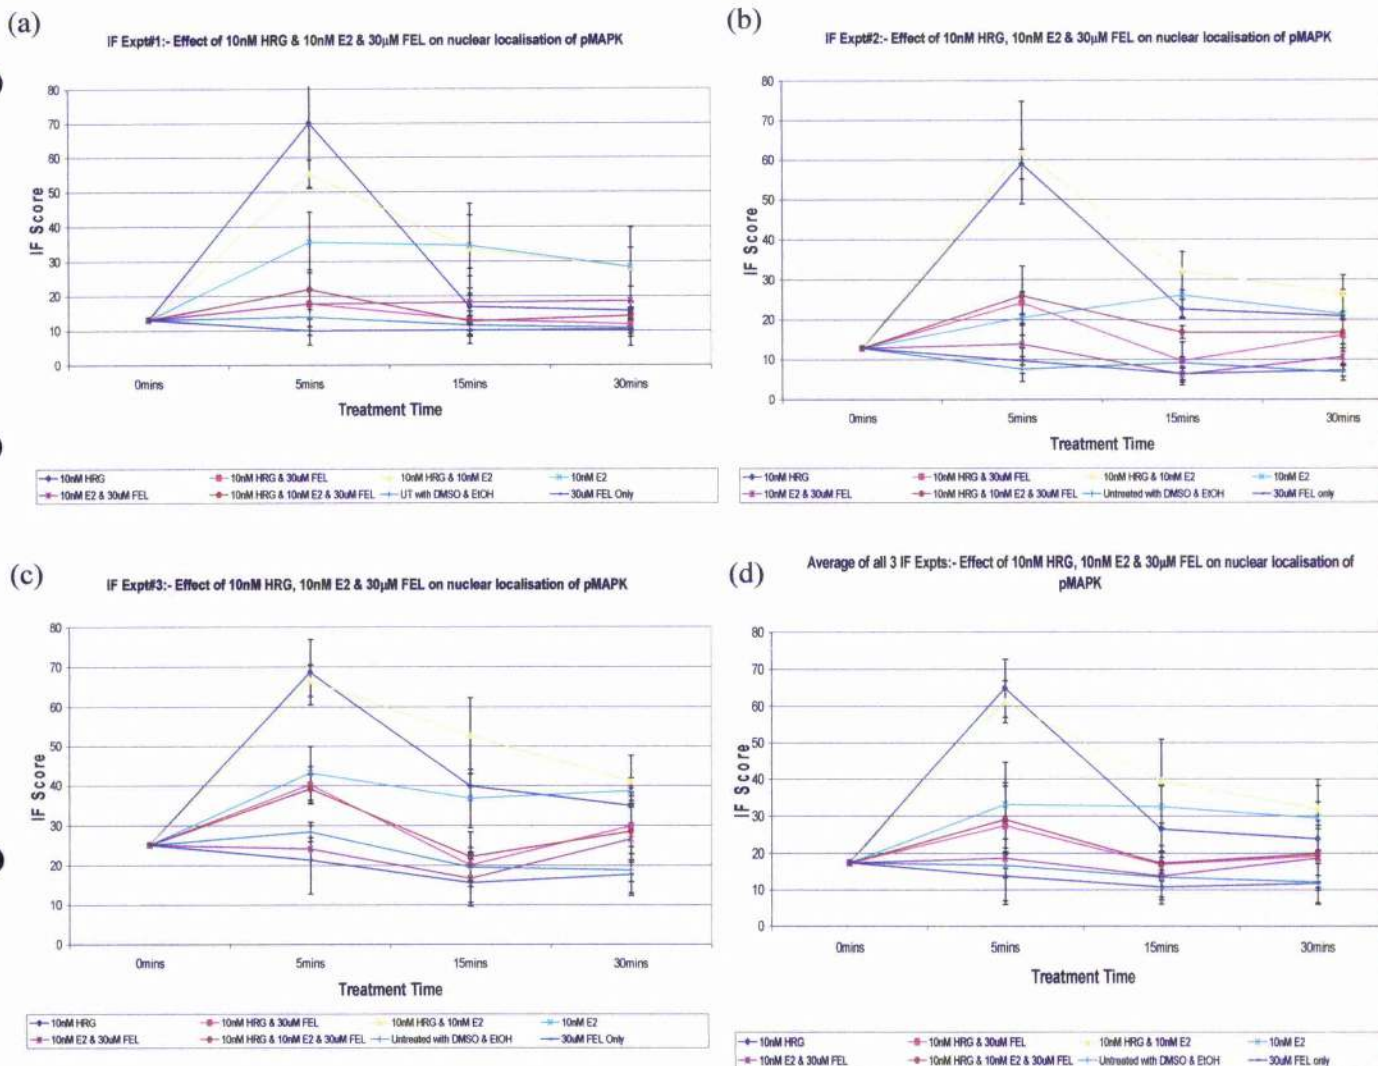 (a)
IF Expt#1:- Effect of 10nM HRG & 10nM E2 & 30µM FEL on nuclear localisation of pMAPK
80
70
60
50
40
30
20
10
0
IF Score
0mins 5mins 15mins 30mins
Treatment Time
10nM HRG 10nM HRG & 30uM FEL 10nM HRG & 10nM E2 10nM E2
10nM E2 & 30uM FEL 10nM HRG & 10nM E2 & 30uM FEL UT with DMSO & EtOH 30uM FEL Only
(b)
IF Expt#2:- Effect of 10nM HRG, 10nM E2 & 30µM FEL on nuclear localisation of pMAPK
80
70
60
50
40
30
20
10
0
IF Score
0mins 5mins 15mins 30mins
Treatment Time
10nM HRG 10nM HRG & 30uM FEL 10nM HRG & 10nM E2 10nM E2
10nM E2 & 30uM FEL 10nM HRG & 10nM E2 & 30uM FEL Untreated with DMSO & EtOH 30uM FEL only
(c)
IF Expt#3:- Effect of 10nM HRG, 10nM E2 & 30µM FEL on nuclear localisation of pMAPK
80
70
60
50
40
30
20
10
0
IF Score
0mins 5mins 15mins 30mins
Treatment Time
10nM HRG 10nM HRG & 30uM FEL 10nM HRG & 10nM E2 10nM E2
10nM E2 & 30uM FEL 10nM HRG & 10nM E2 & 30uM FEL Untreated with DMSO & EtOH 30uM FEL Only
(d)
Average of all 3 IF Expts:- Effect of 10nM HRG, 10nM E2 & 30µM FEL on nuclear localisation of
pMAPK
80
70
60
50
40
30
20
10
0
IF Score
0mins 5mins 15mins 30mins
Treatment Time
10nM HRG 10nM HRG & 30uM FEL 10nM HRG & 10nM E2 10nM E2
10nM E2 & 30uM FEL 10nM HRG & 10nM E2 & 30uM FEL Untreated with DMSO & EtOH 30uM FEL only